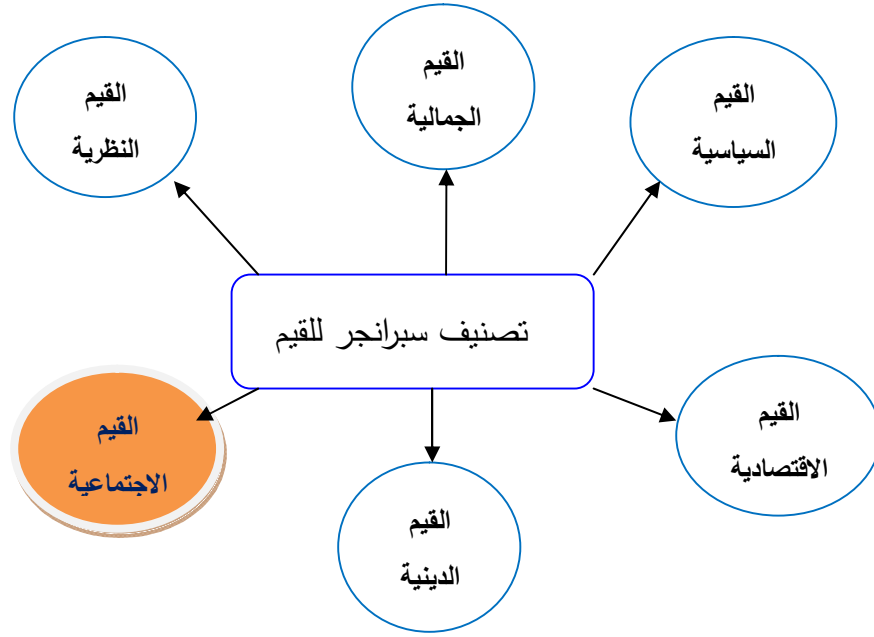 القيم
الجمالية
القيم
السياسية
القيم
النظرية
تصنيف سبرانجر للقيم
القيم
الاقتصادية
القيم
الاجتماعية
القيم
الدينية